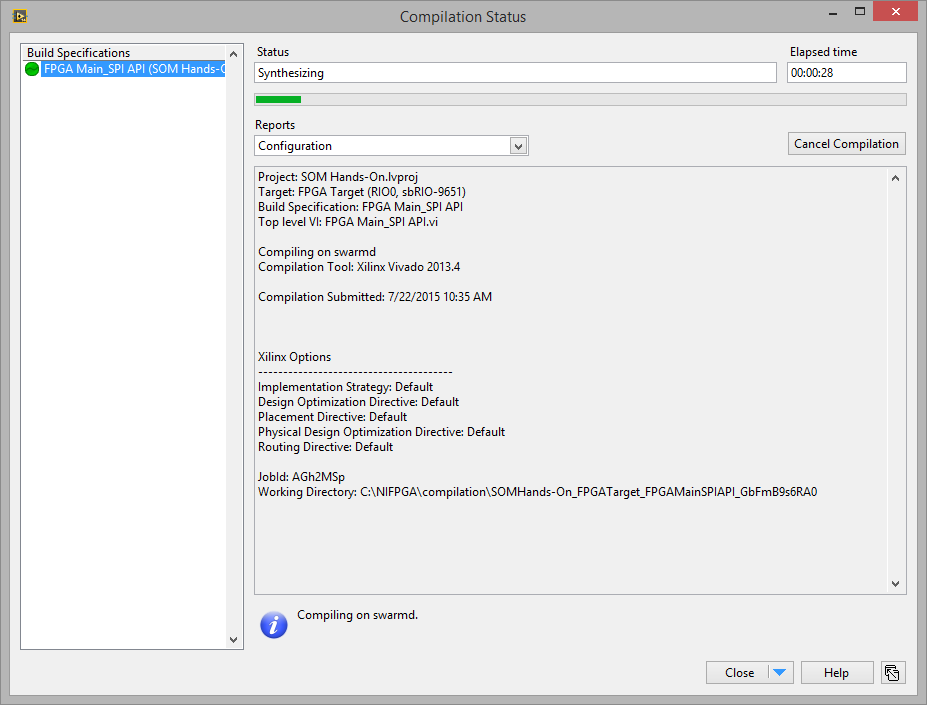 Compilation Status
Build Specifications
FPGA Main_SPI API (SOM Hands-
Status
Elapsed time
Synthesizing
00:00:28
Reports
Configuration
Cancel Compilation
Project: SOM Hands-On.lvproj
Target: FPGA Target (RIO0, sbRIO-9651)
Build Specification: FPGA Main_SPI API
Top level VI: FPGA Main_SPI API.vi
Compiling on swarmd
Compilation Tool: Xilinx Vivado 2013.4
Compilation Submitted: 7/22/2015 10:35 AM
Xilinx Options
---------------------------------------
Implementation Strategy: Default
Design Optimization Directive: Default
Placement Directive: Default
Physical Design Optimization Directive: Default
Routing Directive: Default
JobId: AGh2MSp
Working Directory: C:\NIFPGA\compilation\SOMHands-On_FPGATarget_FPGAMainSPIAPI_GbFmB9s6RA0
Compiling on swarmd.
Close
Help